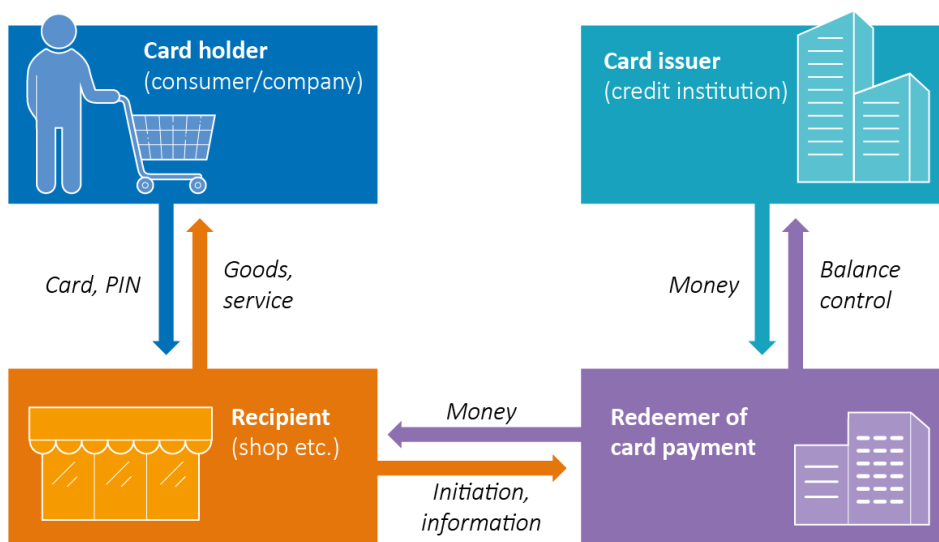 Card holder
(consumer/company)
Card issuer
(credit institution)
Card, PIN
Goods,
service
Money
Balance
control
Recipient
(shop etc.)
Money
Initiation,
information
Redeemer of
card payment